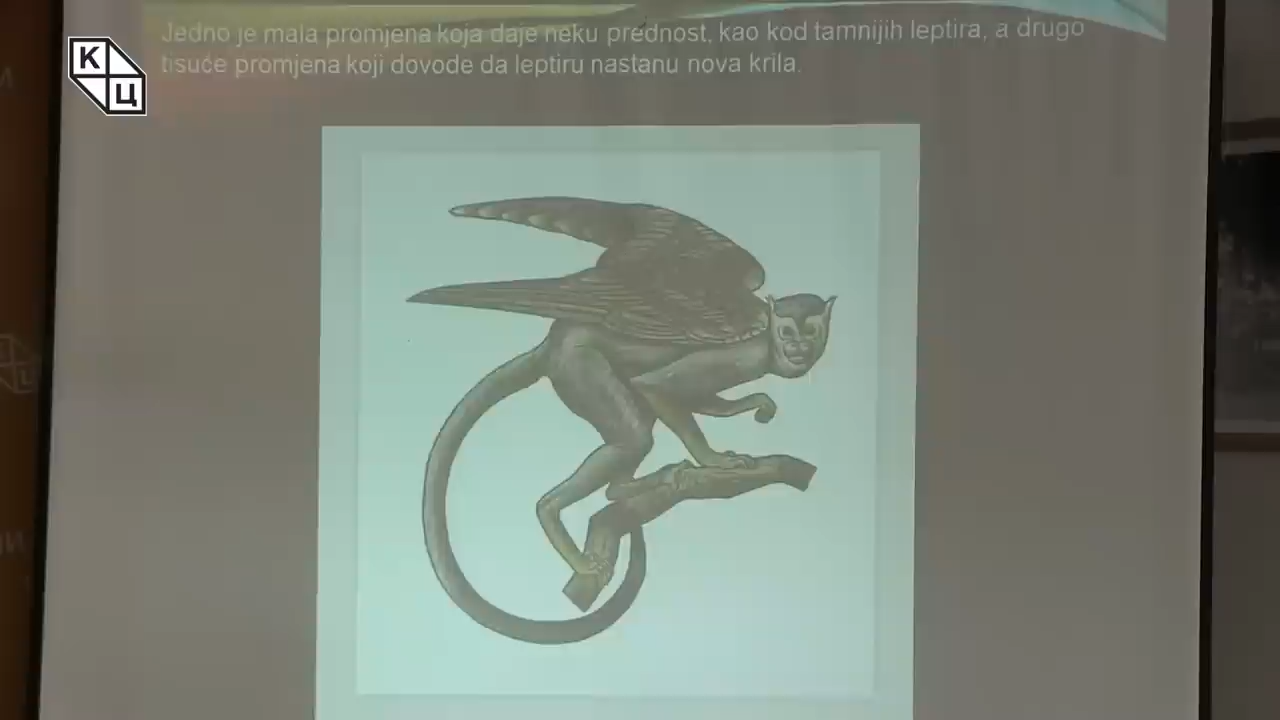 Jedno je mala promjena koja daje neku prednost, kao kod tamnijih leptira, a drugo
tisuće promjena koji dovode da leptiru nastanu nova krila.
К
Ц